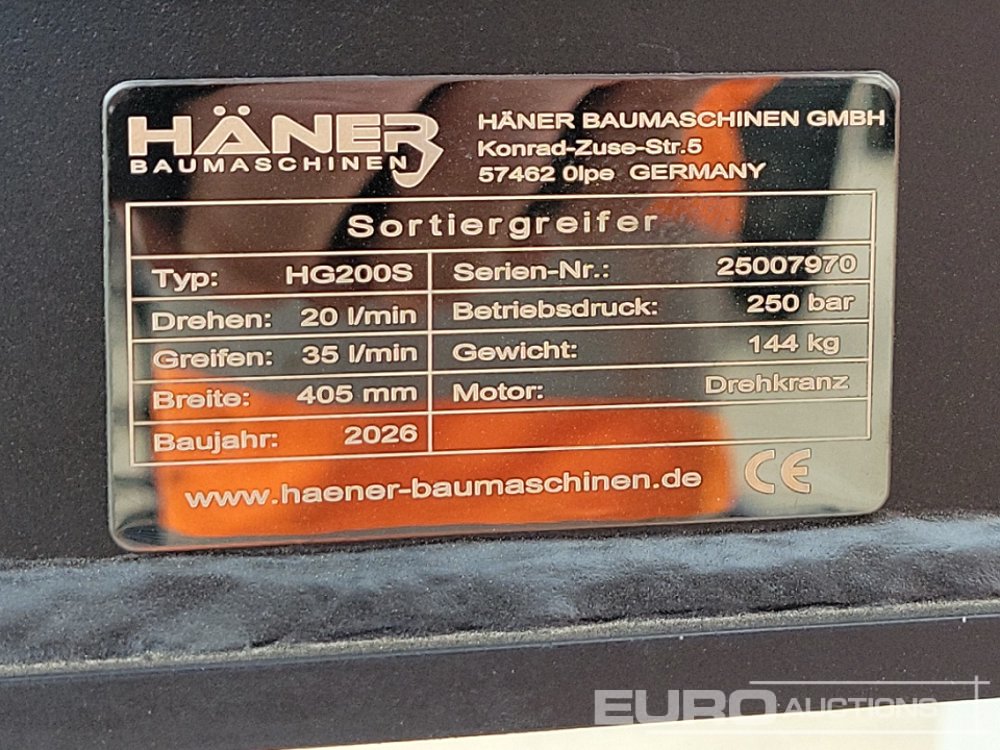 HÄNER
BAUMASCHINEN
HÄNER BAUMASCHINEN GMBH
Konrad-Zuse-Str.5
57462 Olpe GERMANY
Sortiergreifer
Typ: HG200S Serien-Nr.: 25007970
Drehen: 20 l/min Betriebsdruck: 250 bar
Greifen: 35 l/min Gewicht: 144 kg
Breite: 405 mm Motor: Drehkranz
Baujahr: 2026
www.haener-baumaschinen.de CE
EURO AUCTIONS